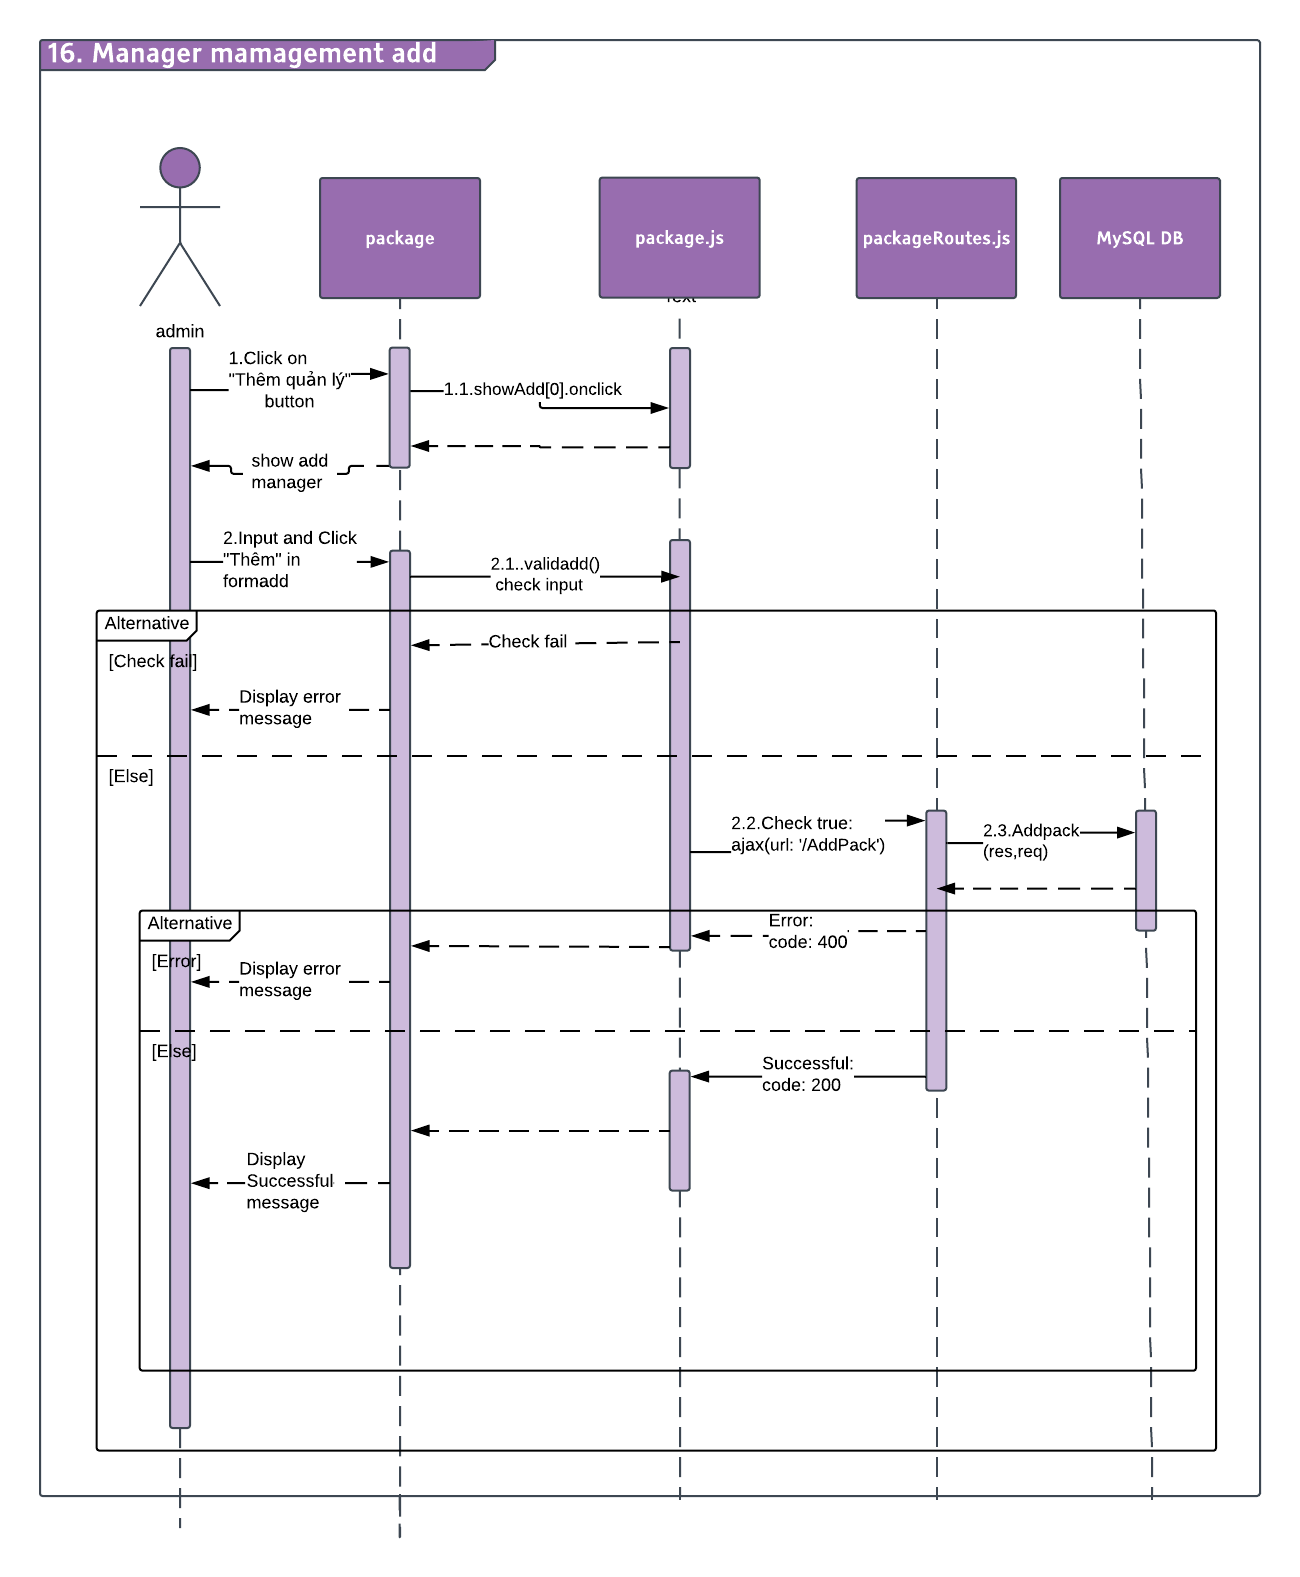 16. Manager mamagement add
package
package.js
packageRoutes.js
MySQL DB
Text
admin
1.Click on
"Thêm quản lý"
button
1.1.showAdd[0].onclick
show add
manager
2.Input and Click
"Thêm" in
formadd
2.1..validadd()
check input
Alternative
[Check fail]
Check fail
Display error
message
[Else]
2.2.Check true:
ajax(url: '/AddPack')
2.3.Addpack
(res,req)
Alternative
Error:
code: 400
[Error]
Display error
message
[Else]
Successful:
code: 200
Display
Successful
message